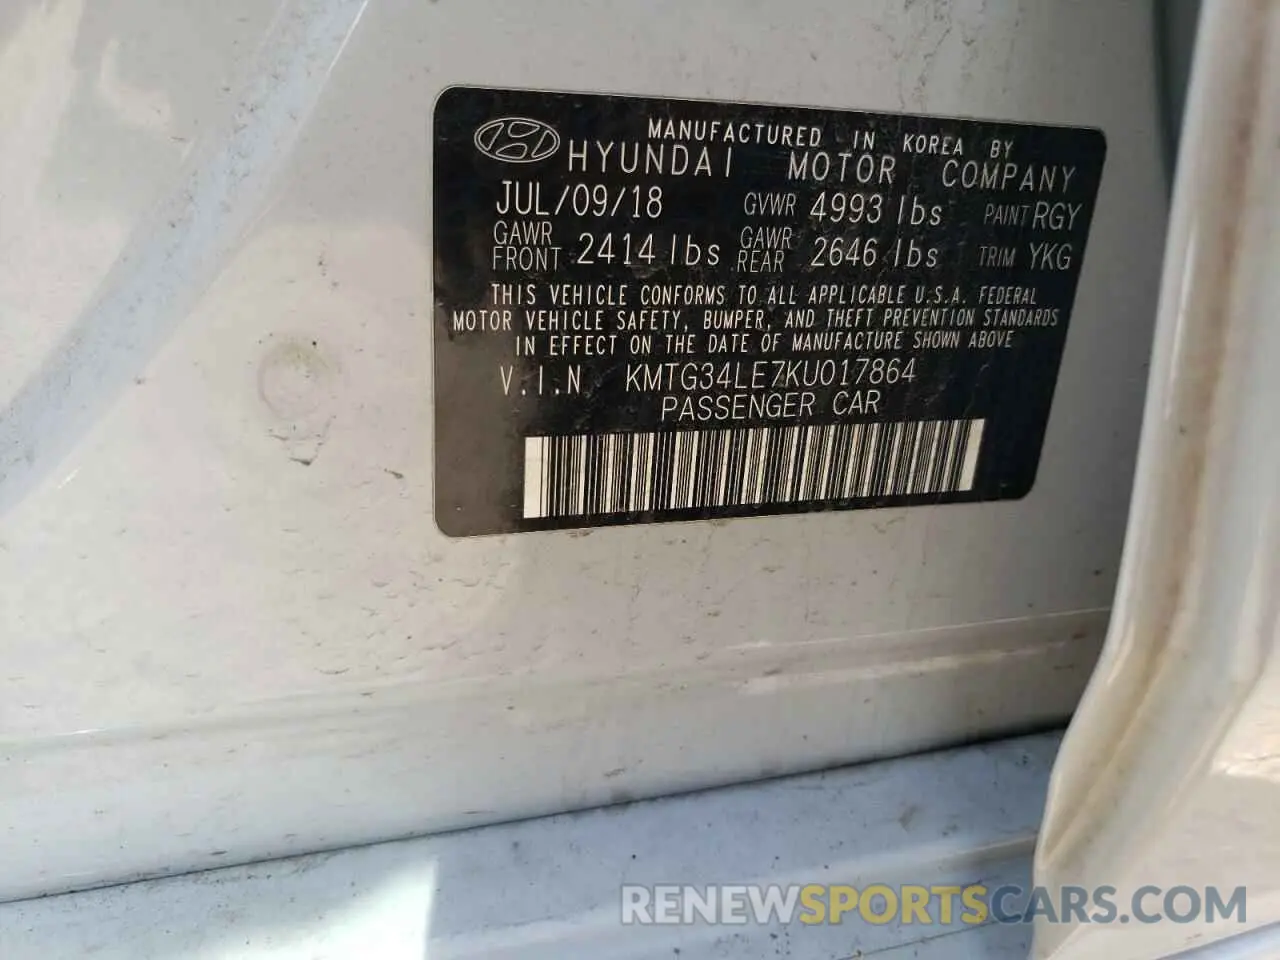 MANUFACTURED IN KOREA BY
HYUNDAI MOTOR COMPANY
JUL/09/18 GVWR 4993 lbs PAINT RGY
GAWR FRONT 2414 lbs GAWR REAR 2646 lbs TRIM YKG
THIS VEHICLE CONFORMS TO ALL APPLICABLE U.S.A. FEDERAL
MOTOR VEHICLE SAFETY, BUMPER, AND THEFT PREVENTION STANDARDS
IN EFFECT ON THE DATE OF MANUFACTURE SHOWN ABOVE
V.I.N KMTG34LE7KU017864
PASSENGER CAR
RENEWSPORTSCARS.COM